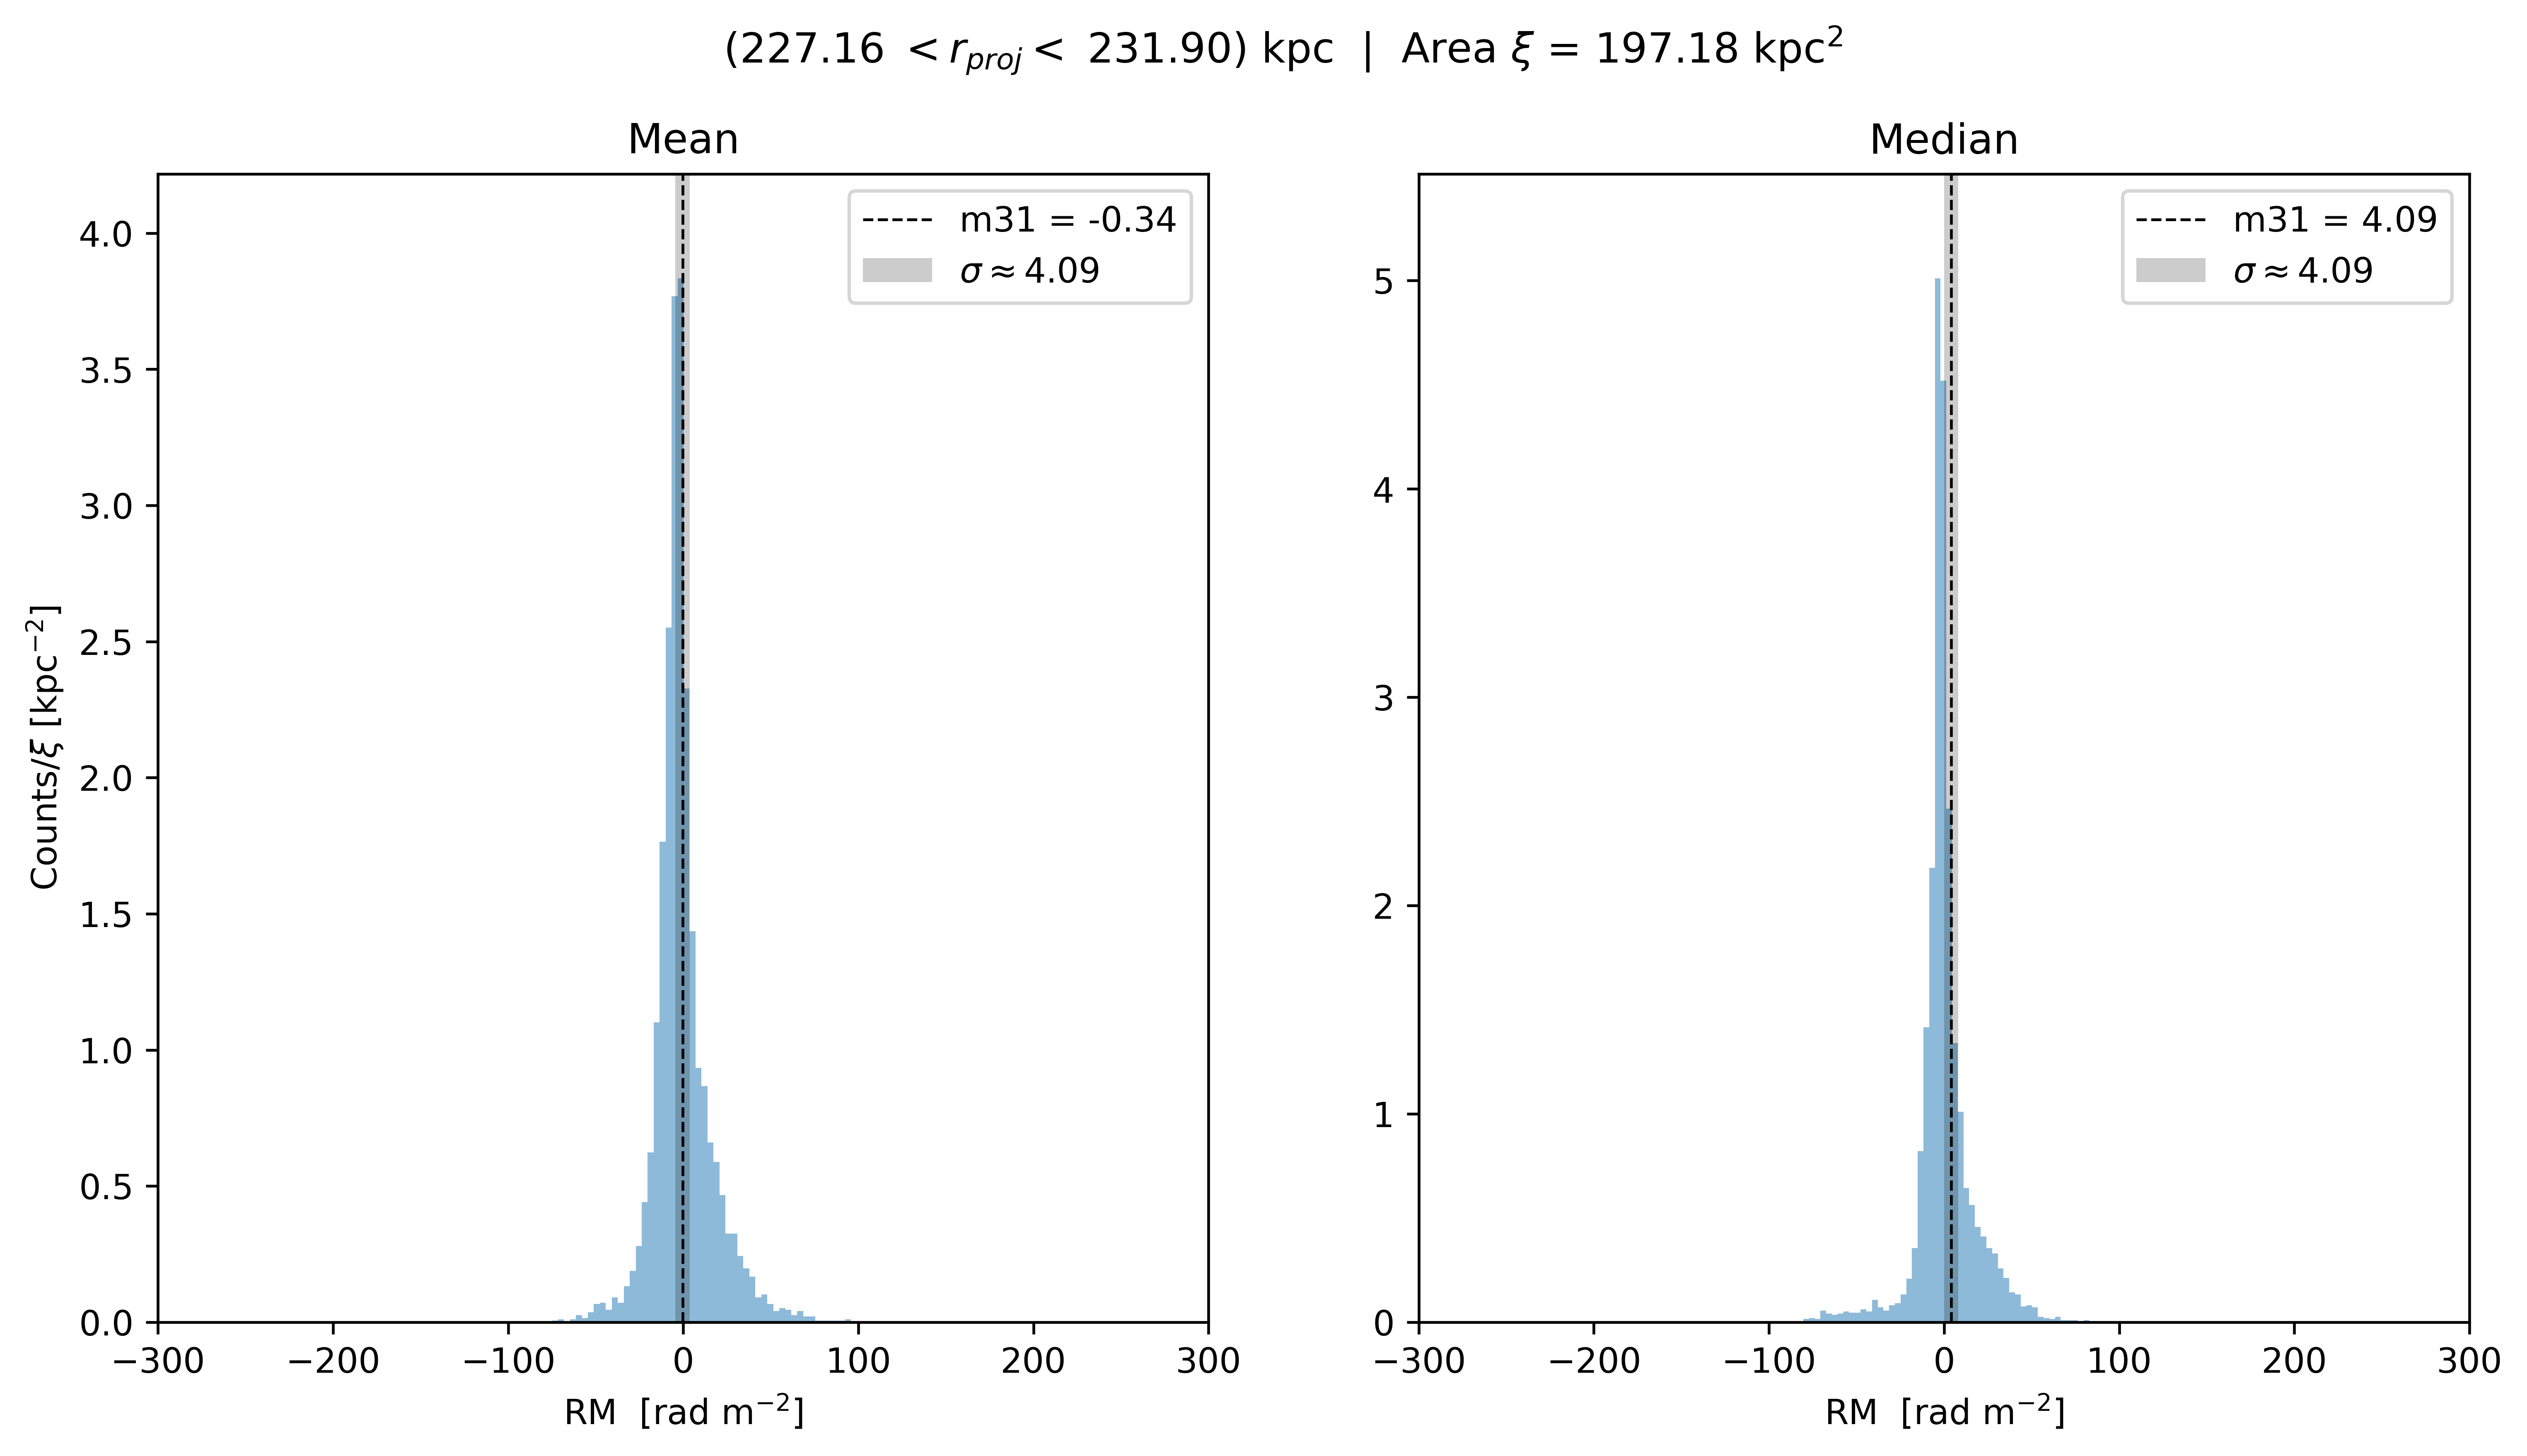 (227.16 < r_proj < 231.90) kpc | Area ξ = 197.18 kpc²
Mean
m31 = -0.34
σ ≈ 4.09
4.0
3.5
3.0
2.5
2.0
1.5
1.0
0.5
0.0
Counts/ξ [kpc⁻²]
−300 −200 −100 0 100 200 300
RM [rad m⁻²]
Median
m31 = 4.09
σ ≈ 4.09
5
4
3
2
1
0
−300 −200 −100 0 100 200 300
RM [rad m⁻²]